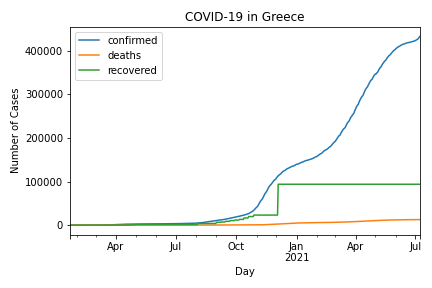 COVID-19 in Greece
confirmed
deaths
recovered
Number of Cases
400000
300000
200000
100000
0
Apr Jul Oct Jan Apr Jul
2021
Day